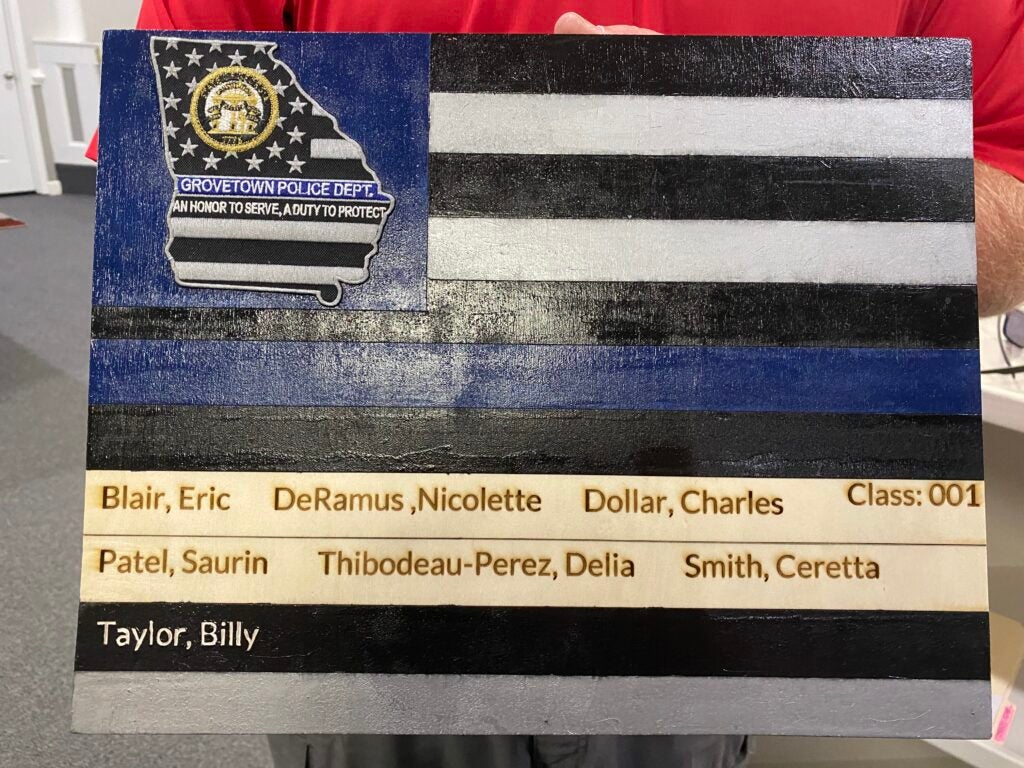 1776
GROVETOWN POLICE DEPT.
AN HONOR TO SERVE, A DUTY TO PROTECT
Blair, Eric DeRamus ,Nicolette Dollar, Charles Class: 001
Patel, Saurin Thibodeau-Perez, Delia Smith, Ceretta
Taylor, Billy